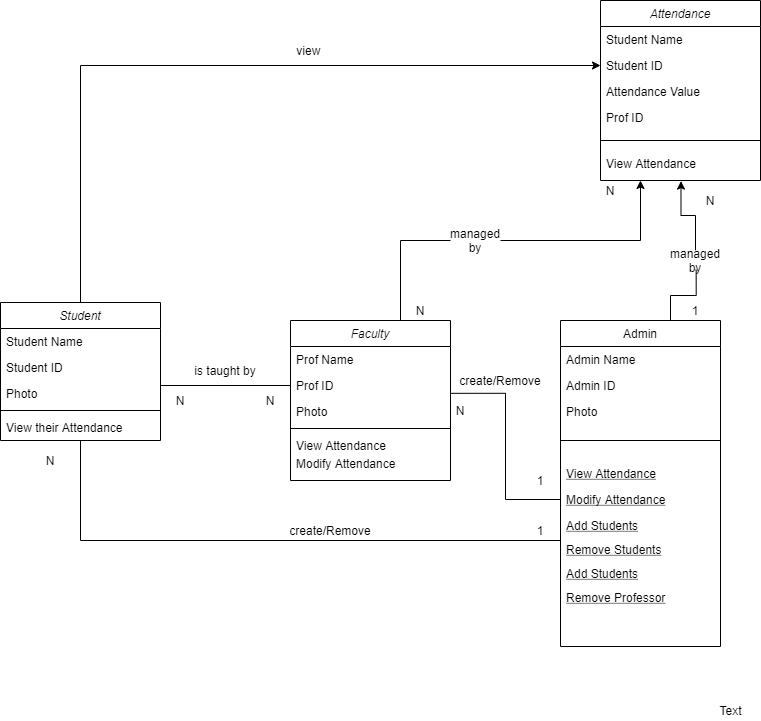 Attendance
Student Name
Student ID
Attendance Value
Prof ID
View Attendance
view
N
N
managed
by
managed
by
Student
Student Name
Student ID
Photo
View their Attendance
N
is taught by
N
N
N
Faculty
Prof Name
Prof ID
Photo
View Attendance
Modify Attendance
create/Remove
N
1
1
Admin
Admin Name
Admin ID
Photo
View Attendance
Modify Attendance
Add Students
Remove Students
Add Students
Remove Professor
create/Remove
1
Text